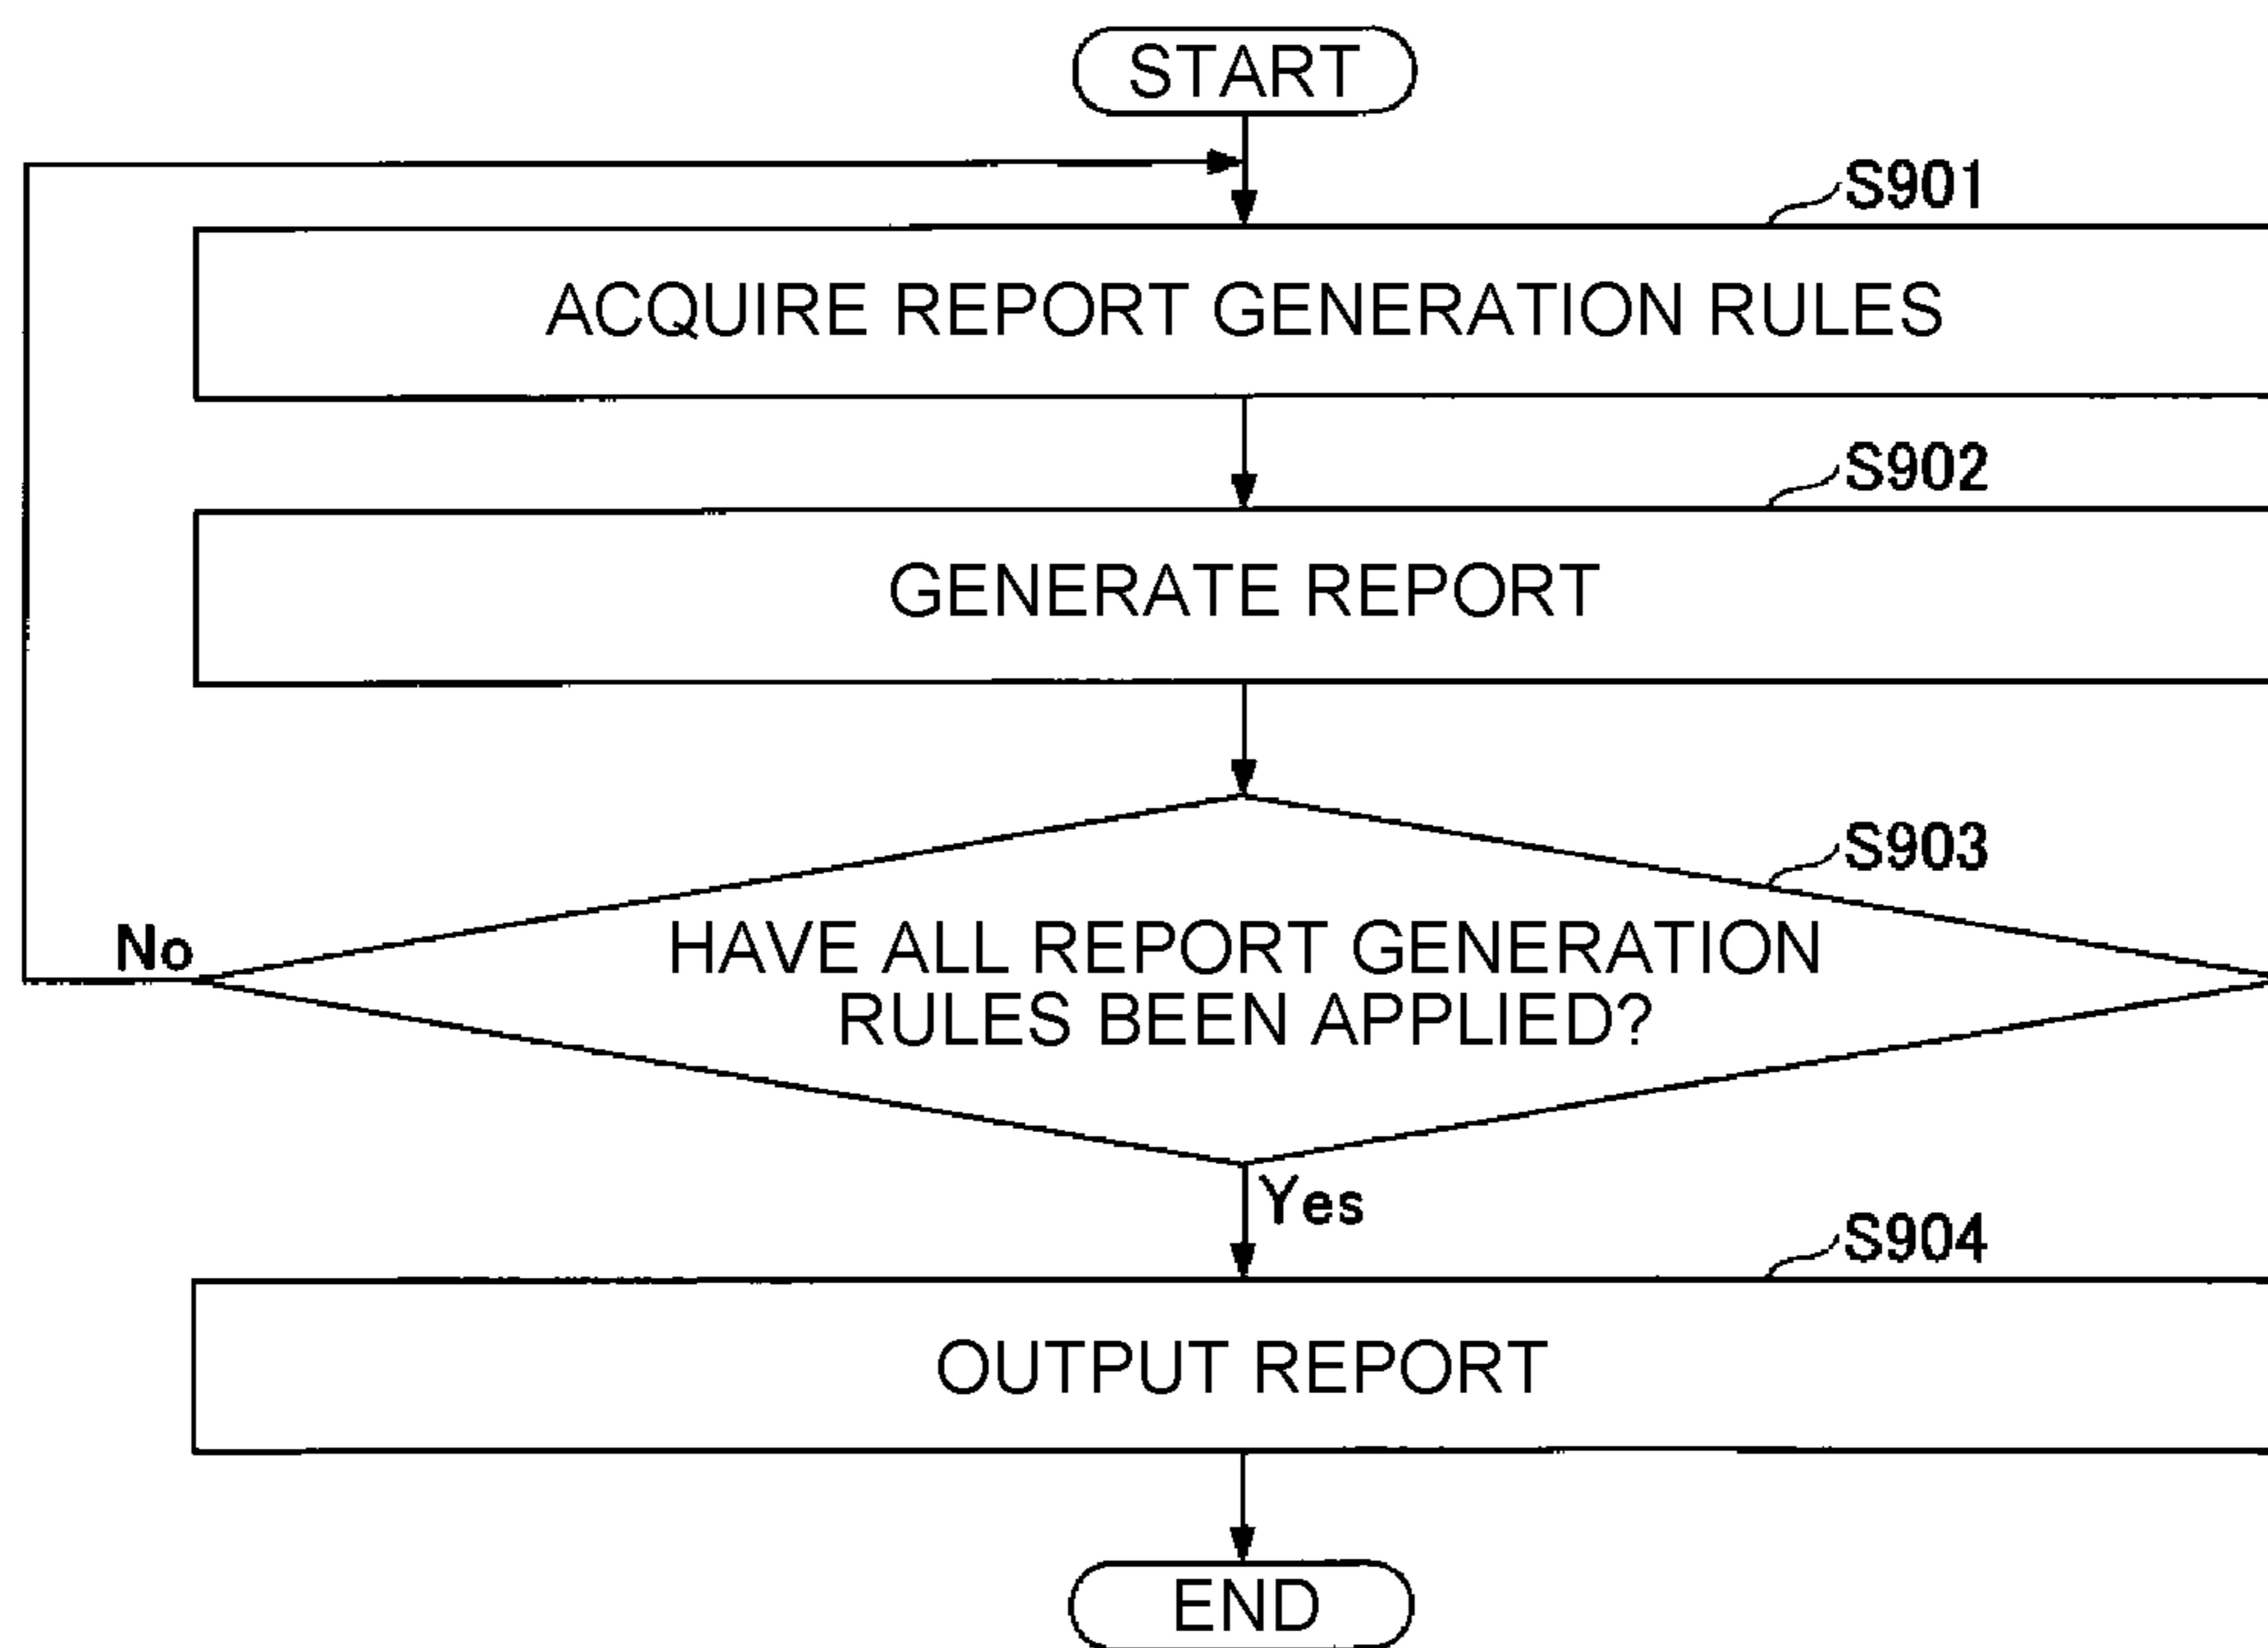 START
S901
ACQUIRE REPORT GENERATION RULES
S902
GENERATE REPORT
S903
HAVE ALL REPORT GENERATION
RULES BEEN APPLIED?
No
Yes
S904
OUTPUT REPORT
END